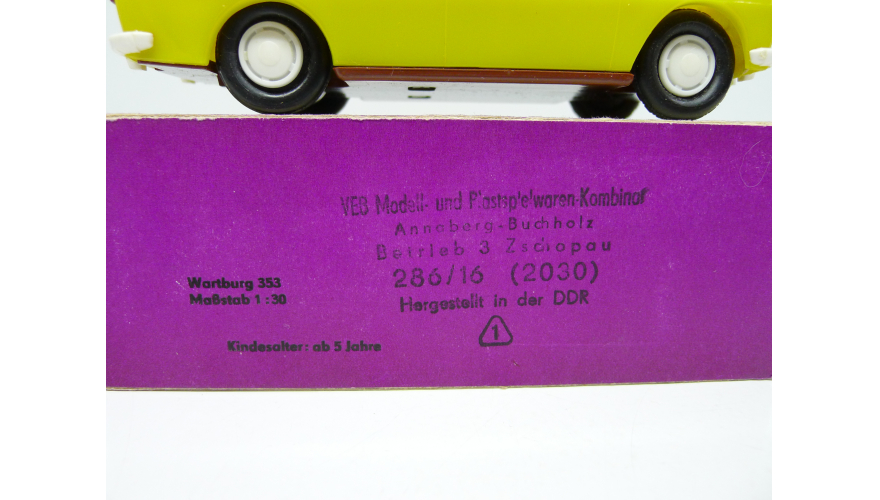 VEB Modell- und Plastspielwaren-Kombinat
Annaberg-Buchholz
Betrieb 3 Zschopau
286/16 (2030)
Hergestellt in der DDR
1
Wartburg 353
Maßstab 1:30
Kindesalter: ab 5 Jahre